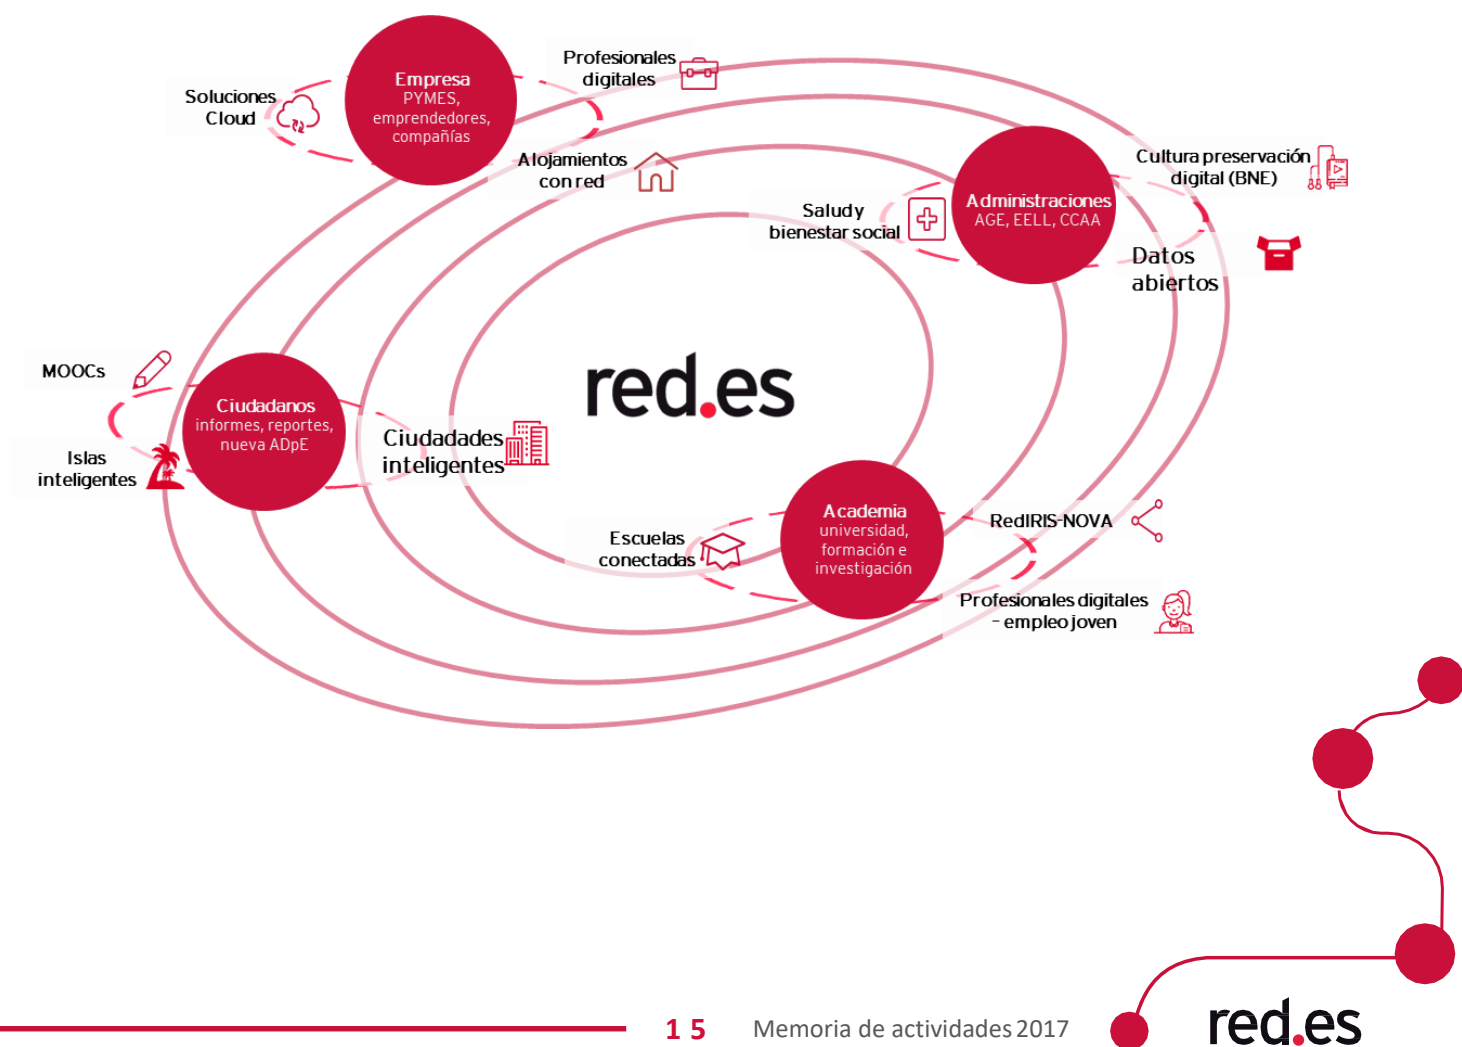 Empresa
PYMES,
emprendedores,
compañías
Soluciones
Cloud
Profesionales
digitales
Alojamientos
con red
Administraciones
AGE, EELL, CCAA
Cultura preservación
digital (BNE)
Salud y
bienestar social
Datos
abiertos
MOOCs
Ciudadanos
informes, reportes,
nueva ADpE
Islas
inteligentes
Ciudadades
inteligentes
red.es
Academia
universidad,
formación e
investigación
Escuelas
conectadas
RedIRIS-NOVA
Profesionales digitales
- empleo joven
15 Memoria de actividades 2017
red.es